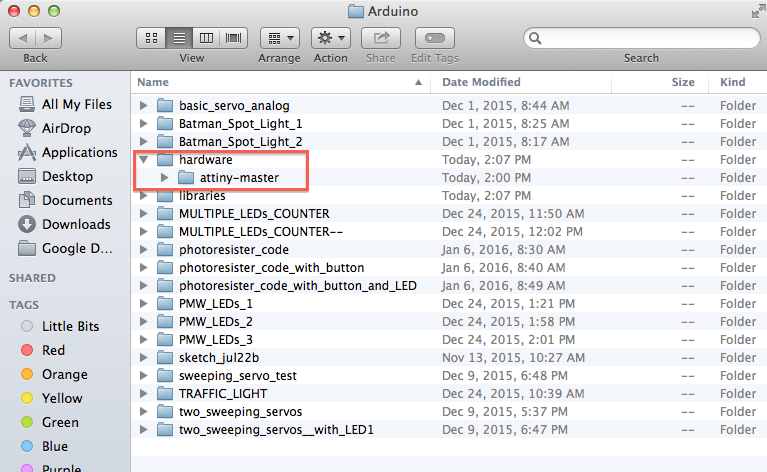 Arduino
Back View Arrange Action Share Edit Tags Search
FAVORITES
All My Files
AirDrop
Applications
Desktop
Documents
Downloads
Google D...
SHARED
TAGS
Little Bits
Red
Orange
Yellow
Green
Blue
Purple
Name Date Modified Size Kind
basic_servo_analog Dec 1, 2015, 8:44 AM -- Folder
Batman_Spot_Light_1 Dec 1, 2015, 8:25 AM -- Folder
Batman_Spot_Light_2 Dec 1, 2015, 8:17 AM -- Folder
hardware Today, 2:07 PM -- Folder
attiny-master Today, 2:00 PM -- Folder
libraries Today, 2:07 PM -- Folder
MULTIPLE_LEDs_COUNTER Dec 24, 2015, 11:50 AM -- Folder
MULTIPLE_LEDs_COUNTER-- Dec 24, 2015, 12:02 PM -- Folder
photoresister_code Jan 6, 2016, 8:30 AM -- Folder
photoresister_code_with_button Jan 6, 2016, 8:40 AM -- Folder
photoresister_code_with_button_and_LED Jan 6, 2016, 8:49 AM -- Folder
PMW_LEDs_1 Dec 24, 2015, 1:21 PM -- Folder
PMW_LEDs_2 Dec 24, 2015, 1:58 PM -- Folder
PMW_LEDs_3 Dec 24, 2015, 2:01 PM -- Folder
sketch_jul22b Nov 13, 2015, 10:27 AM -- Folder
sweeping_servo_test Dec 9, 2015, 6:48 PM -- Folder
TRAFFIC_LIGHT Dec 24, 2015, 10:39 AM -- Folder
two_sweeping_servos Dec 9, 2015, 5:37 PM -- Folder
two_sweeping_servos__with_LED1 Dec 9, 2015, 6:47 PM -- Folder